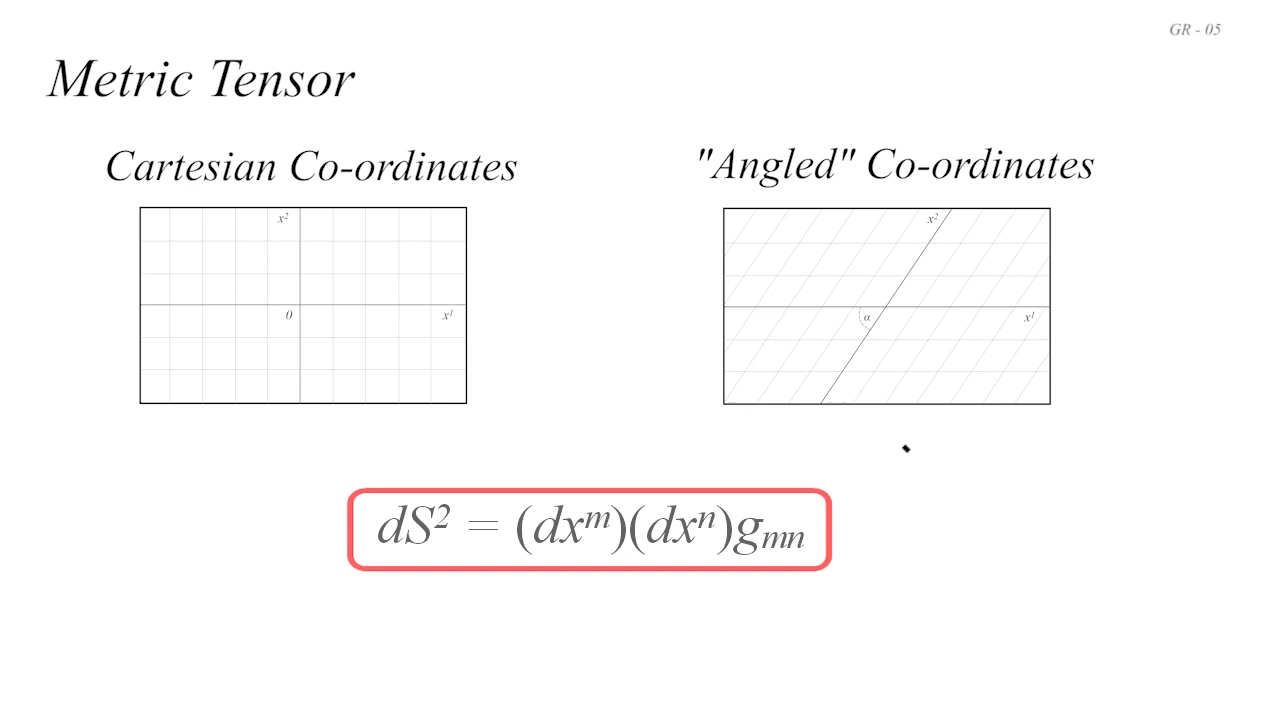 GR - 05
Metric Tensor
Cartesian Co-ordinates
"Angled" Co-ordinates
x²
0
x¹
x²
α
x¹
dS² = (dxᵐ)(dxⁿ)gₘₙ